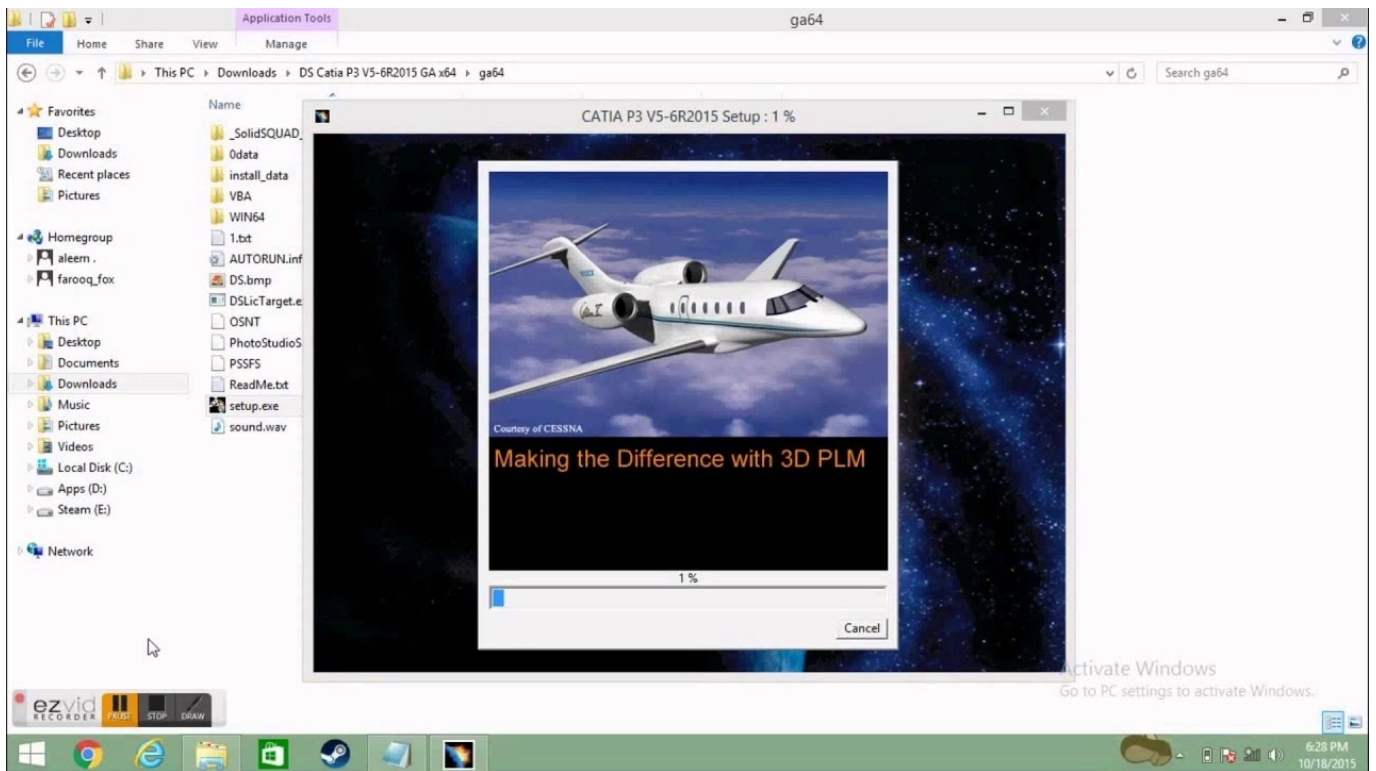 Application Tools
ga64
File Home Share View Manage
This PC Downloads DS Catia P3 V5-6R2015 GA x64 ga64
Search ga64
Name
Favorites
Desktop
Downloads
Recent places
Pictures
Homegroup
aleem .
farooq_fox
This PC
Desktop
Documents
Downloads
Music
Pictures
Videos
Local Disk (C:)
Apps (D:)
Steam (E:)
Network
_SolidSQUAD_
0data
install_data
VBA
WIN64
1.txt
AUTORUN.inf
DS.bmp
DSLicTarget.e
OSNT
PhotoStudioS
PSSFS
ReadMe.txt
setup.exe
sound.wav
CATIA P3 V5-6R2015 Setup : 1 %
Courtesy of CESSNA
Making the Difference with 3D PLM
1 %
Cancel
Activate Windows
Go to PC settings to activate Windows.
ezvid
RECORDER
PAUSE STOP DRAW
6:28 PM
10/18/2015